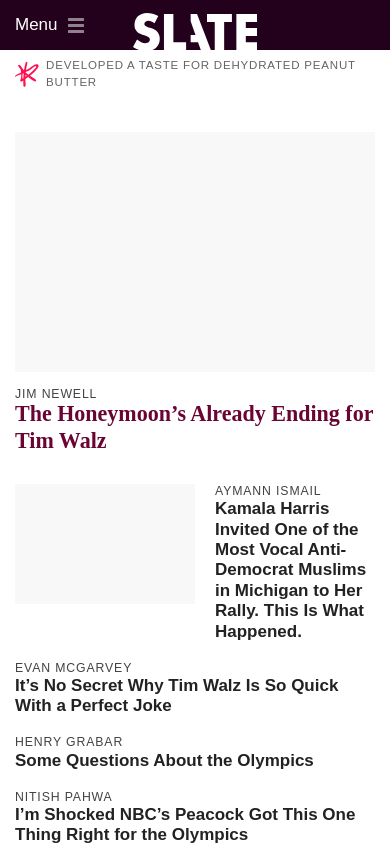 Menu
SLATE
DEVELOPED A TASTE FOR DEHYDRATED PEANUT
BUTTER
JIM NEWELL
The Honeymoon’s Already Ending for
Tim Walz
AYMANN ISMAIL
Kamala Harris
Invited One of the
Most Vocal Anti-
Democrat Muslims
in Michigan to Her
Rally. This Is What
Happened.
EVAN MCGARVEY
It’s No Secret Why Tim Walz Is So Quick
With a Perfect Joke
HENRY GRABAR
Some Questions About the Olympics
NITISH PAHWA
I’m Shocked NBC’s Peacock Got This One
Thing Right for the Olympics